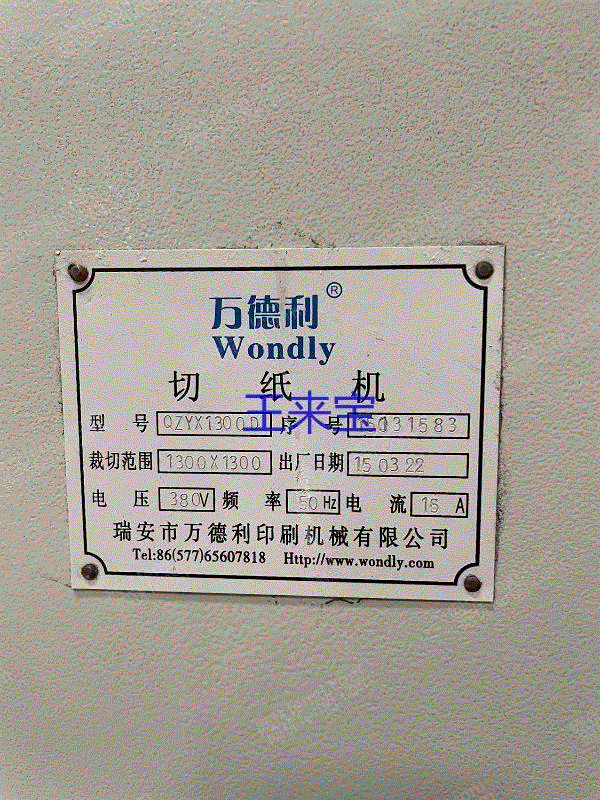 万德利®
Wondly
切纸机
王来宝
型号 QZYX1300D 序号 15031583
裁切范围 1300X1300 出厂日期 15 03 22
电压 380V 频率 50Hz 电流 15 A
瑞安市万德利印刷机械有限公司
Tel:86(577)65607818 Http://www.wondly.com